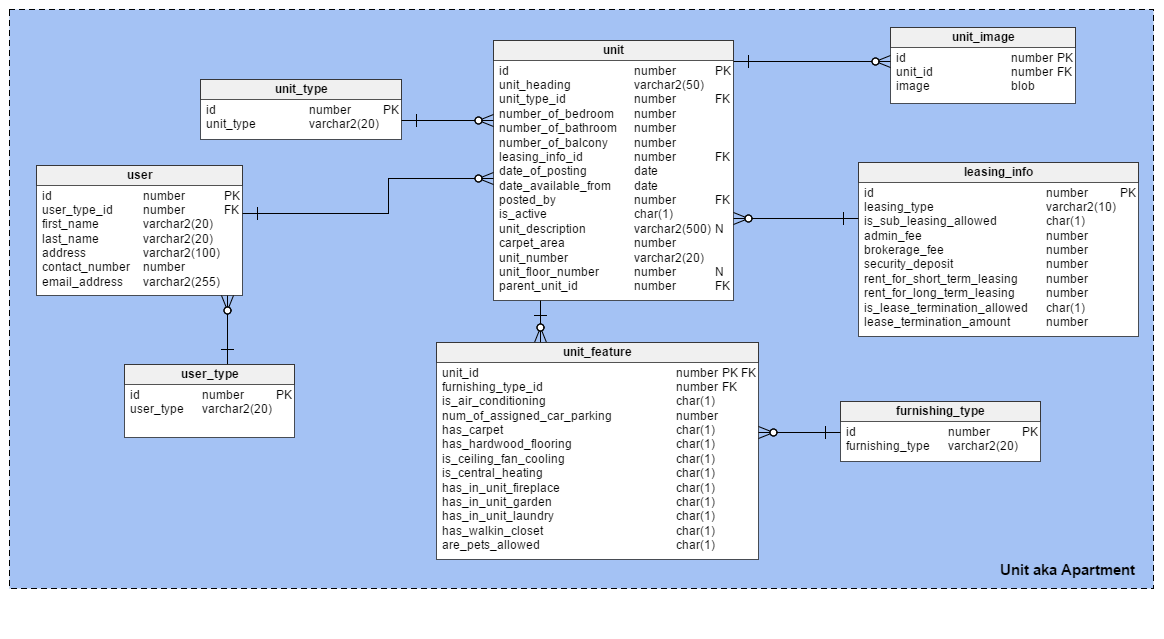 unit_type
id number PK
unit_type varchar2(20)
user
id number PK
user_type_id number FK
first_name varchar2(20)
last_name varchar2(20)
address varchar2(100)
contact_number number
email_address varchar2(255)
user_type
id number PK
user_type varchar2(20)
unit
id number PK
unit_heading varchar2(50)
unit_type_id number FK
number_of_bedroom number
number_of_bathroom number
number_of_balcony number
leasing_info_id number FK
date_of_posting date
date_available_from date
posted_by number FK
is_active char(1)
unit_description varchar2(500) N
carpet_area number
unit_number varchar2(20)
unit_floor_number number N
parent_unit_id number FK
unit_feature
unit_id number PK FK
furnishing_type_id number FK
is_air_conditioning char(1)
num_of_assigned_car_parking number
has_carpet char(1)
has_hardwood_flooring char(1)
is_ceiling_fan_cooling char(1)
is_central_heating char(1)
has_in_unit_fireplace char(1)
has_in_unit_garden char(1)
has_in_unit_laundry char(1)
has_walkin_closet char(1)
are_pets_allowed char(1)
unit_image
id number PK
unit_id number FK
image blob
leasing_info
id number PK
leasing_type varchar2(10)
is_sub_leasing_allowed char(1)
admin_fee number
brokerage_fee number
security_deposit number
rent_for_short_term_leasing number
rent_for_long_term_leasing number
is_lease_termination_allowed char(1)
lease_termination_amount number
furnishing_type
id number PK
furnishing_type varchar2(20)
Unit aka Apartment